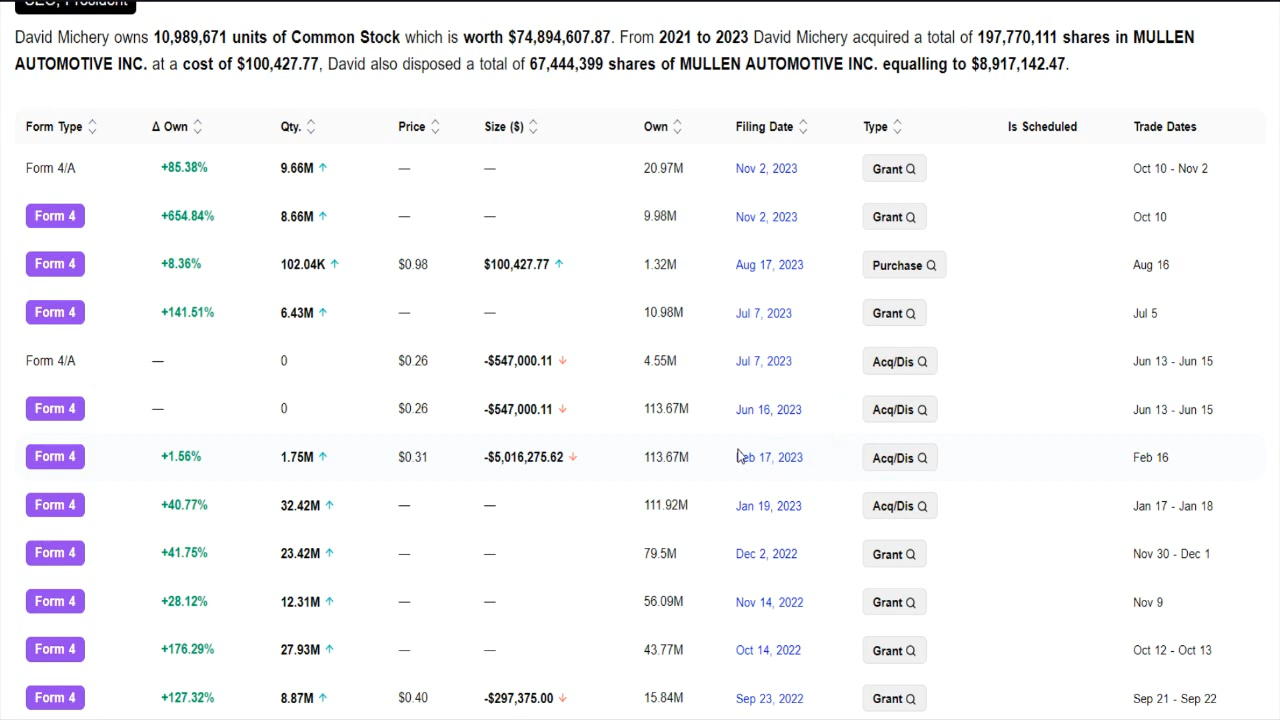 CEO, President
David Michery owns 10,989,671 units of Common Stock which is worth $74,894,607.87. From 2021 to 2023 David Michery acquired a total of 197,770,111 shares in MULLEN
AUTOMOTIVE INC. at a cost of $100,427.77, David also disposed a total of 67,444,399 shares of MULLEN AUTOMOTIVE INC. equalling to $8,917,142.47.
Form Type Δ Own Qty. Price Size ($) Own Filing Date Type Is Scheduled Trade Dates
Form 4/A +85.38% 9.66M ↑ — — 20.97M Nov 2, 2023 Grant Oct 10 - Nov 2
Form 4 +654.84% 8.66M ↑ — — 9.98M Nov 2, 2023 Grant Oct 10
Form 4 +8.36% 102.04K ↑ $0.98 $100,427.77 ↑ 1.32M Aug 17, 2023 Purchase Aug 16
Form 4 +141.51% 6.43M ↑ — — 10.98M Jul 7, 2023 Grant Jul 5
Form 4/A — 0 $0.26 -$547,000.11 ↓ 4.55M Jul 7, 2023 Acq/Dis Jun 13 - Jun 15
Form 4 — 0 $0.26 -$547,000.11 ↓ 113.67M Jun 16, 2023 Acq/Dis Jun 13 - Jun 15
Form 4 +1.56% 1.75M ↑ $0.31 -$5,016,275.62 ↓ 113.67M Feb 17, 2023 Acq/Dis Feb 16
Form 4 +40.77% 32.42M ↑ — — 111.92M Jan 19, 2023 Acq/Dis Jan 17 - Jan 18
Form 4 +41.75% 23.42M ↑ — — 79.5M Dec 2, 2022 Grant Nov 30 - Dec 1
Form 4 +28.12% 12.31M ↑ — — 56.09M Nov 14, 2022 Grant Nov 9
Form 4 +176.29% 27.93M ↑ — — 43.77M Oct 14, 2022 Grant Oct 12 - Oct 13
Form 4 +127.32% 8.87M ↑ $0.40 -$297,375.00 ↓ 15.84M Sep 23, 2022 Grant Sep 21 - Sep 22